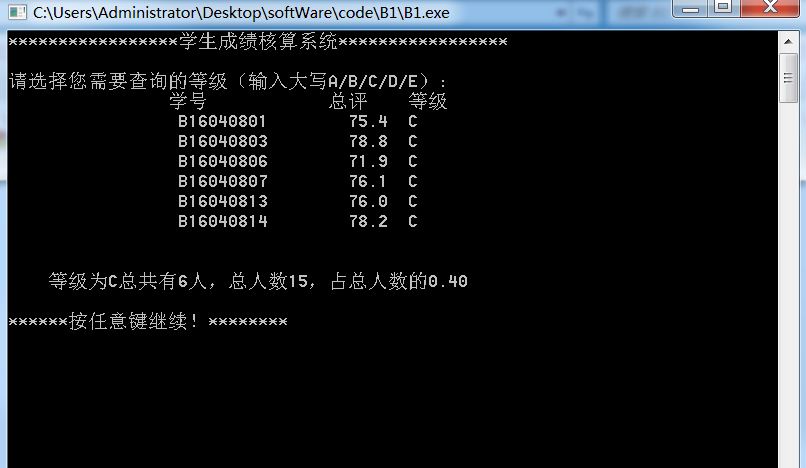 C:\Users\Administrator\Desktop\softWare\code\B1\B1.exe
*****************学生成绩核算系统*****************
请选择您需要查询的等级（输入大写A/B/C/D/E）：
学号 总评 等级
B16040801 75.4 C
B16040803 78.8 C
B16040806 71.9 C
B16040807 76.1 C
B16040813 76.0 C
B16040814 78.2 C
等级为C总共有6人，总人数15，占总人数的0.40
******按任意键继续！********